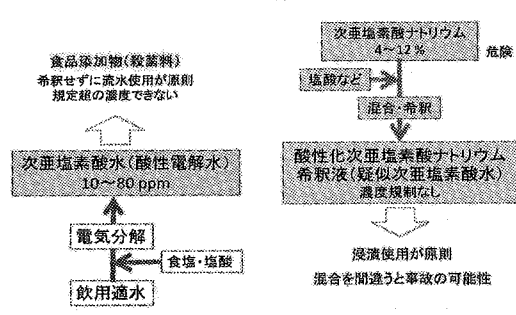 食品添加物(殺菌料)
希釈せずに流水使用が原則
規定超の濃度できない
次亜塩素酸水(酸性電解水)
10～80 ppm
電気分解
食塩・塩酸
飲用適水
次亜塩素酸ナトリウム
4～12％
危険
塩酸など
混合・希釈
酸性化次亜塩素酸ナトリウム
希釈液(疑似次亜塩素酸水)
濃度規制なし
浸漬使用が原則
混合を間違うと事故の可能性